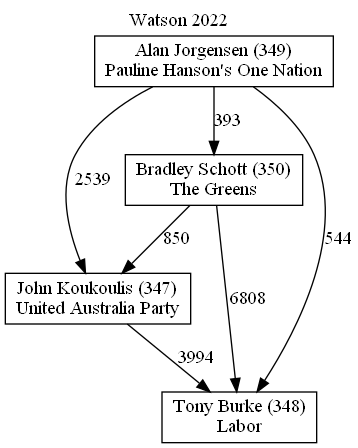 Watson 2022
Alan Jorgensen (349)
Pauline Hanson's One Nation
393
Bradley Schott (350)
The Greens
2539
850
544
John Koukoulis (347)
United Australia Party
6808
3994
Tony Burke (348)
Labor